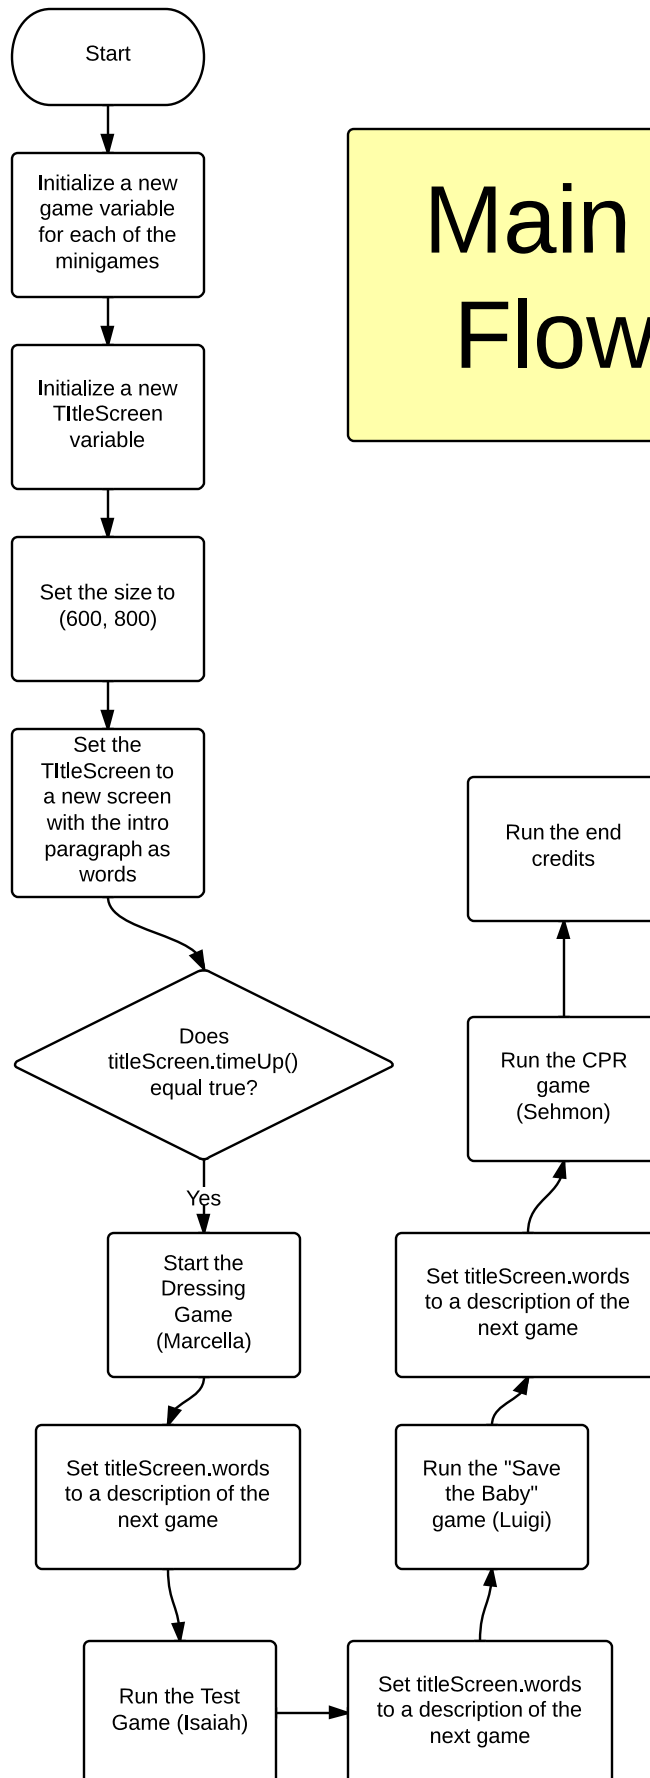 Start
Initialize a new
game variable
for each of the
minigames
Main
Flow
Initialize a new
TItleScreen
variable
Set the size to
(600, 800)
Set the
TItleScreen to
a new screen
with the intro
paragraph as
words
Does
titleScreen.timeUp()
equal true?
Yes
Start the
Dressing
Game
(Marcella)
Set titleScreen.words
to a description of the
next game
Run the Test
Game (Isaiah)
Set titleScreen.words
to a description of the
next game
Run the "Save
the Baby"
game (Luigi)
Set titleScreen.words
to a description of the
next game
Run the CPR
game
(Sehmon)
Run the end
credits